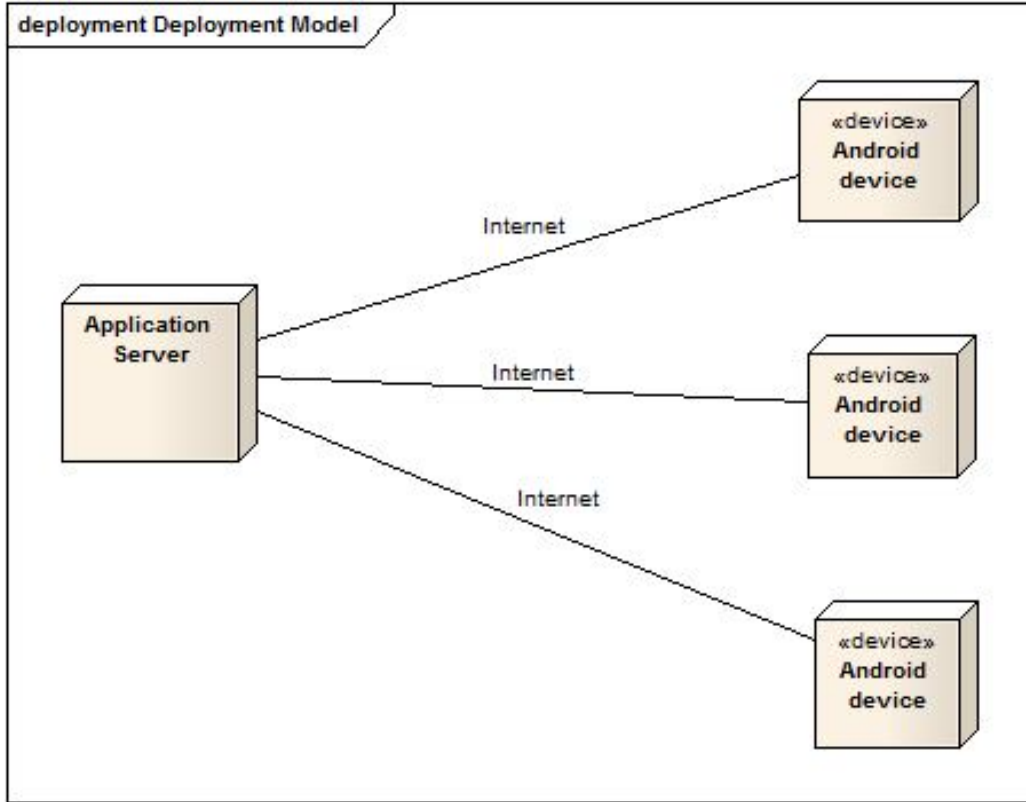 deployment Deployment Model
«device»
Android
device
Internet
Application
Server
Internet
«device»
Android
device
Internet
«device»
Android
device